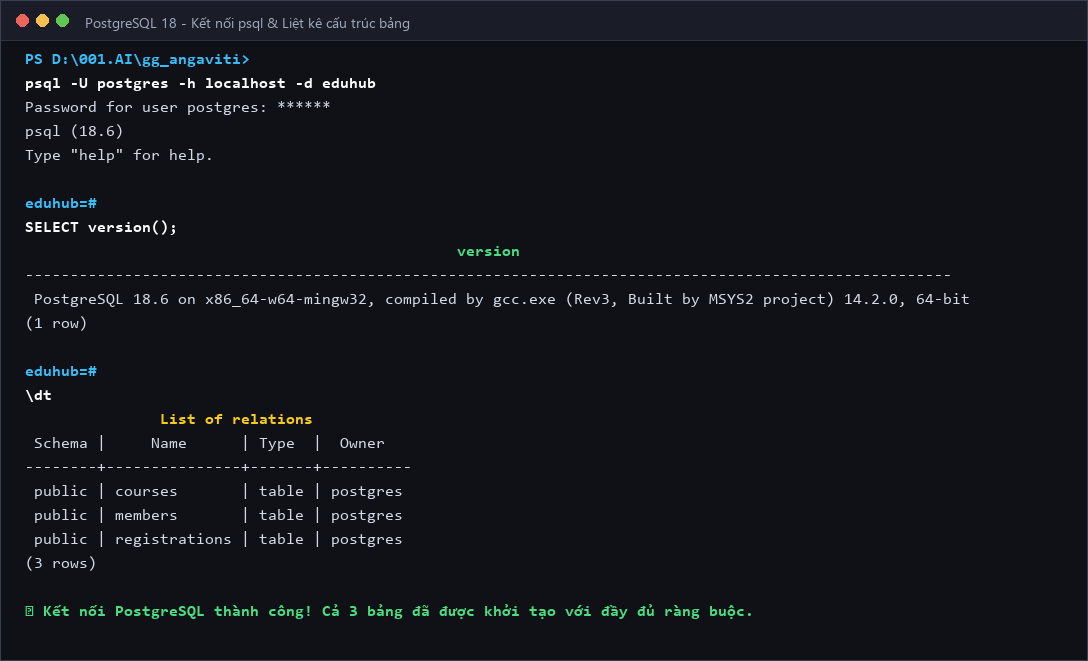 PostgreSQL 18 - Kết nối psql & Liệt kê cấu trúc bảng
PS D:\001.AI\gg_angaviti>
psql -U postgres -h localhost -d eduhub
Password for user postgres: ******
psql (18.6)
Type "help" for help.
eduhub=#
SELECT version();
version
-------------------------------------------------------------------------------------------------------
PostgreSQL 18.6 on x86_64-w64-mingw32, compiled by gcc.exe (Rev3, Built by MSYS2 project) 14.2.0, 64-bit
(1 row)
eduhub=#
\dt
List of relations
Schema |     Name      | Type  |  Owner
--------+---------------+-------+----------
public | courses       | table | postgres
public | members       | table | postgres
public | registrations | table | postgres
(3 rows)
Kết nối PostgreSQL thành công! Cả 3 bảng đã được khởi tạo với đầy đủ ràng buộc.